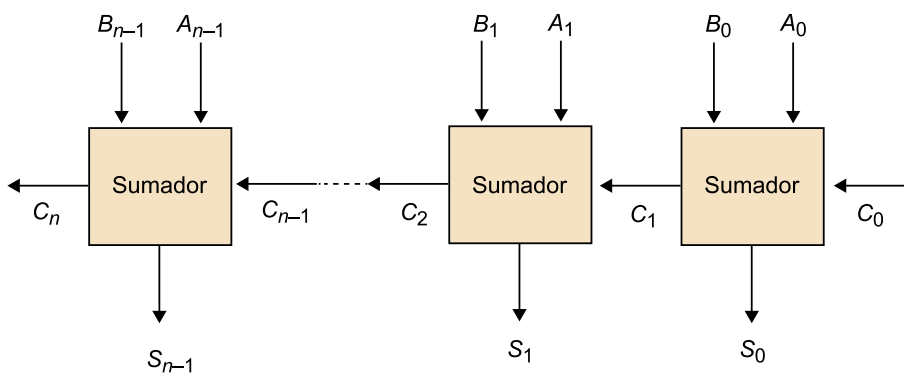 Bn–1 An–1 B1 A1 B0 A0
Sumador Sumador Sumador
Cn Cn–1 C2 C1 C0
Sn–1 S1 S0